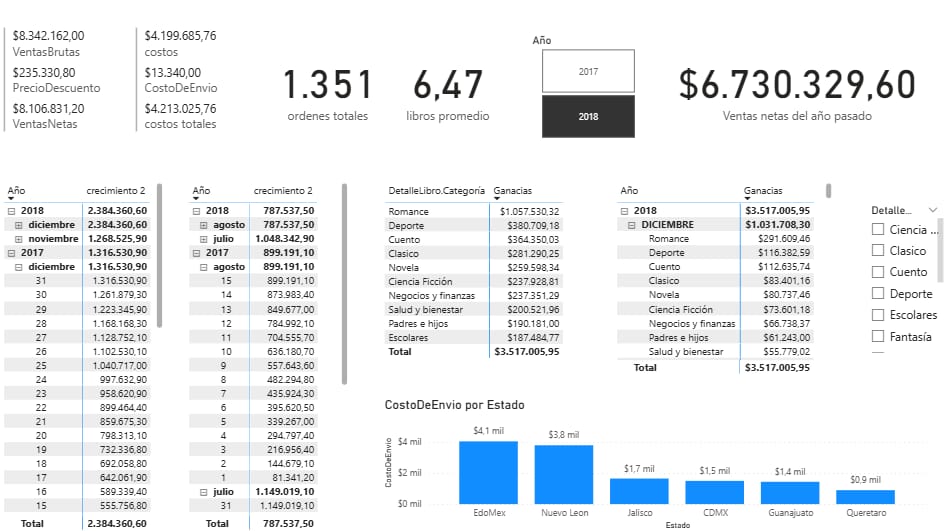 $8.342.162,00
VentasBrutas
$235.330,80
PrecioDescuento
$8.106.831,20
VentasNetas
$4.199.685,76
costos
$13.340,00
CostoDeEnvio
$4.213.025,76
costos totales
1.351
ordenes totales
6,47
libros promedio
Año
2017
2018
$6.730.329,60
Ventas netas del año pasado
Año crecimiento 2
2018 2.384.360,60
diciembre 2.384.360,60
noviembre 1.268.525,90
2017 1.316.530,90
diciembre 1.316.530,90
31 1.316.530,90
30 1.261.879,30
29 1.223.345,90
28 1.168.168,30
27 1.128.752,10
26 1.102.530,10
25 1.040.717,00
24 997.632,90
23 958.620,90
22 899.464,40
21 859.675,30
20 798.313,10
19 732.336,80
18 692.058,80
17 642.061,90
16 589.339,40
15 555.756,80
Total 2.384.360,60
Año crecimiento 2
2018 787.537,50
agosto 787.537,50
julio 1.048.342,90
2017 899.191,10
agosto 899.191,10
15 899.191,10
14 873.983,40
13 849.677,00
12 784.992,10
11 704.555,70
10 636.180,70
9 557.643,60
8 482.294,80
7 435.924,30
6 395.620,50
5 339.267,00
4 294.797,40
3 216.956,40
2 144.679,10
1 81.341,20
julio 1.149.019,10
31 1.149.019,10
Total 787.537,50
DetalleLibro.Categoría Ganacias
Romance $1.057.530,32
Deporte $380.709,18
Cuento $364.350,03
Clasico $281.290,25
Novela $259.598,34
Ciencia Ficción $237.928,81
Negocios y finanzas $237.351,29
Salud y bienestar $200.521,96
Padres e hijos $190.181,00
Escolares $187.484,77
Total $3.517.005,95
Año Ganacias
2018 $3.517.005,95
DICIEMBRE $1.031.708,30
Romance $291.609,46
Deporte $116.382,59
Cuento $112.635,74
Clasico $83.401,16
Novela $80.737,46
Ciencia Ficción $73.601,18
Negocios y finanzas $66.738,37
Padres e hijos $61.243,00
Salud y bienestar $55.779,02
Total $3.517.005,95
Detalle...
Ciencia ...
Clasico
Cuento
Deporte
Escolares
Fantasía
CostoDeEnvio por Estado
CostoDeEnvio
$4 mil
$2 mil
$0 mil
$4,1 mil
$3,8 mil
$1,7 mil
$1,5 mil
$1,4 mil
$0,9 mil
EdoMex
Nuevo Leon
Jalisco
CDMX
Guanajuato
Queretaro
Estado